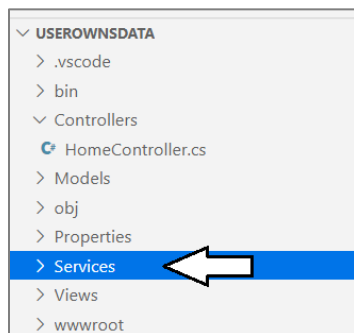 USEROWNSDATA
.vscode
bin
Controllers
C# HomeController.cs
Models
obj
Properties
Services
Views
wwwroot